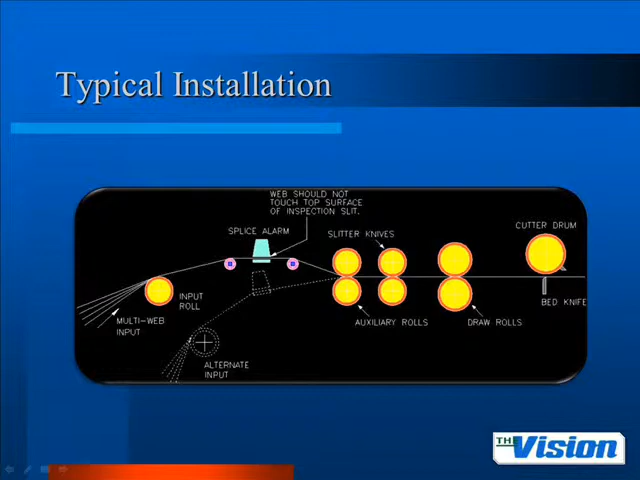 Typical Installation
WEB SHOULD NOT
TOUCH TOP SURFACE
OF INSPECTION SLIT.
SPLICE ALARM
SLITTER KNIVES
CUTTER DRUM
INPUT
ROLL
BED KNIFE
MULTI-WEB
INPUT
AUXILIARY ROLLS
DRAW ROLLS
ALTERNATE
INPUT
THE Vision